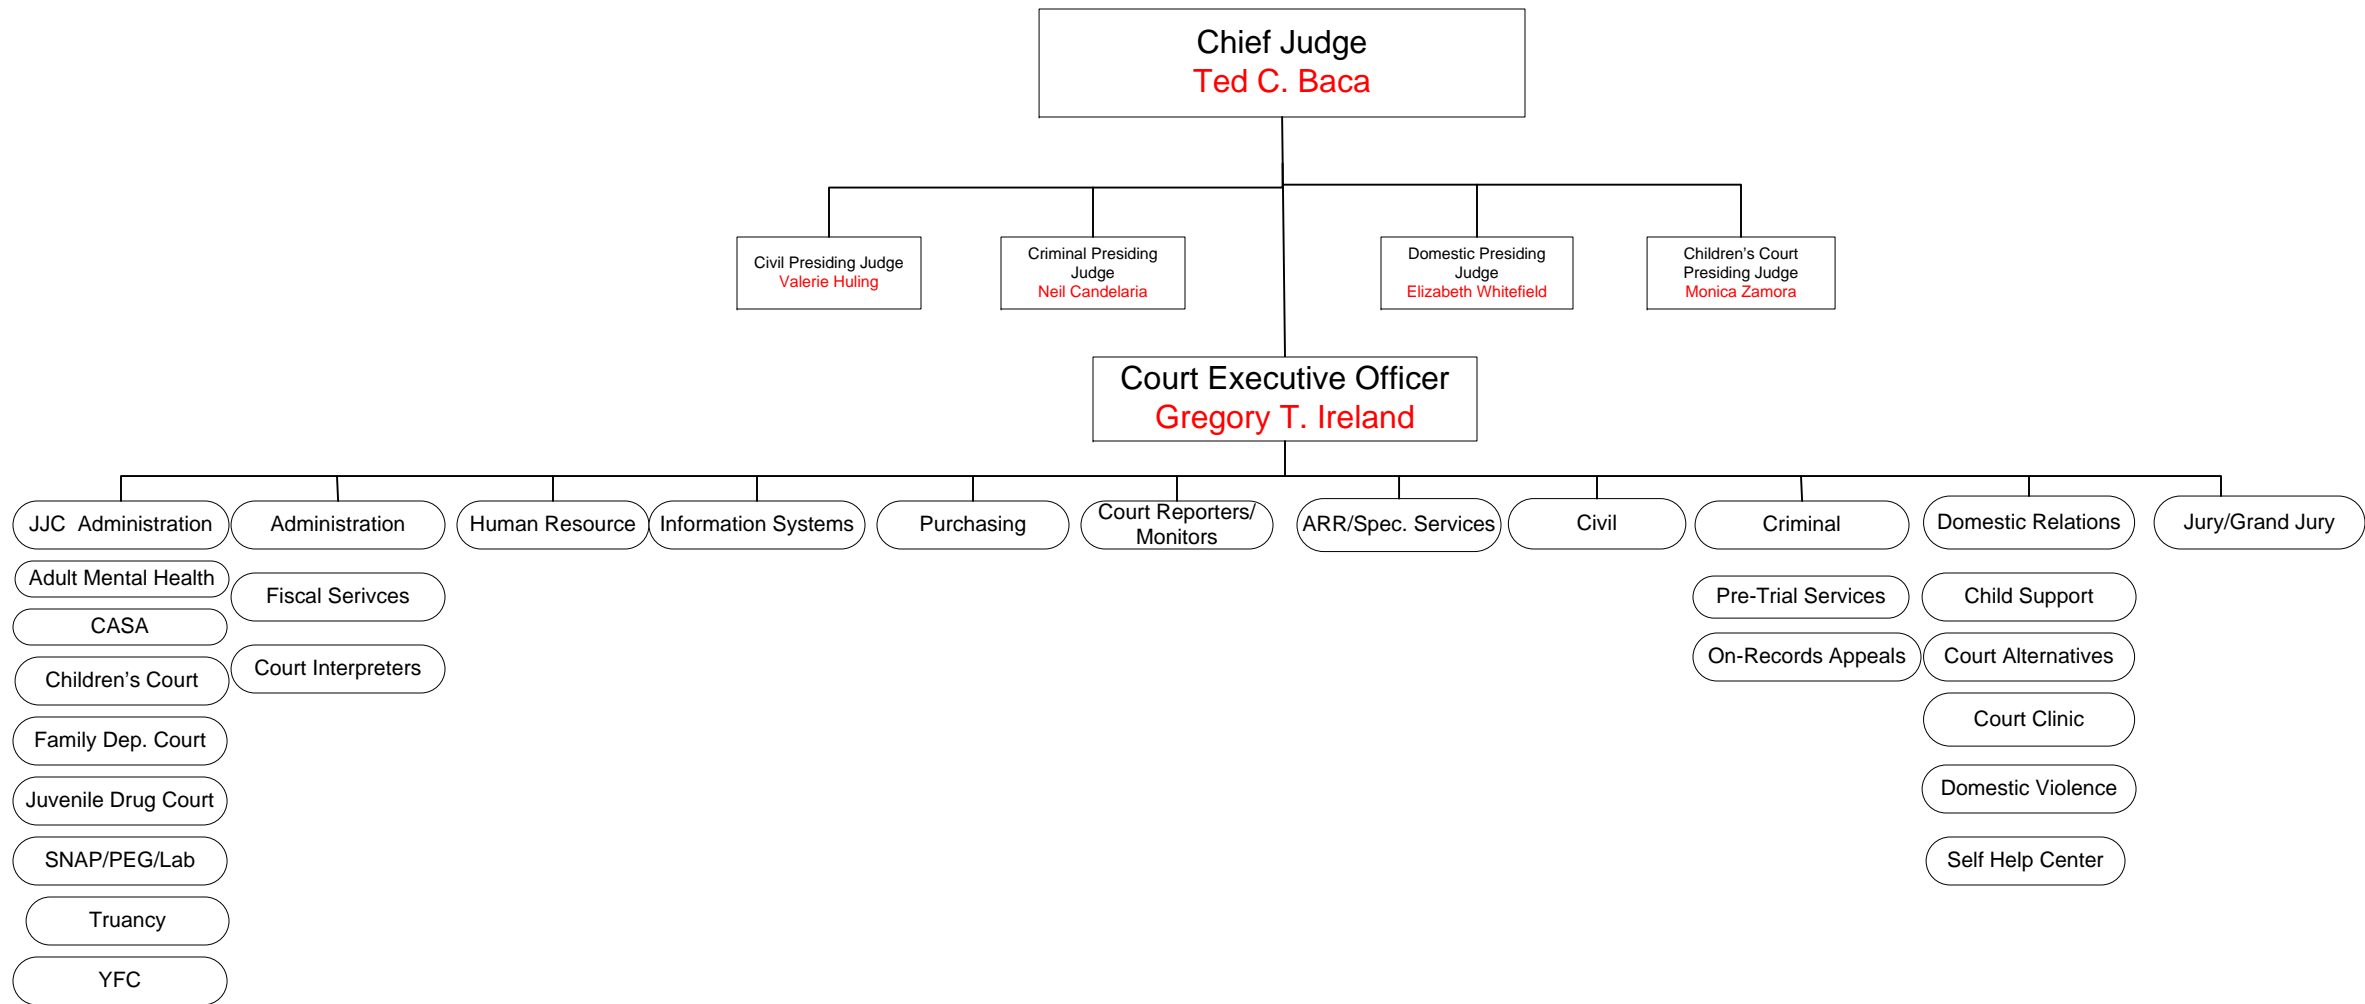 Chief Judge
Ted C. Baca
Civil Presiding Judge
Valerie Huling
Criminal Presiding
Judge
Neil Candelaria
Domestic Presiding
Judge
Elizabeth Whitefield
Children's Court
Presiding Judge
Monica Zamora
Court Executive Officer
Gregory T. Ireland
JJC  Administration
Administration
Human Resource
Information Systems
Purchasing
Court Reporters/
Monitors
ARR/Spec. Services
Civil
Criminal
Domestic Relations
Jury/Grand Jury
Adult Mental Health
CASA
Children's Court
Family Dep. Court
Juvenile Drug Court
SNAP/PEG/Lab
Truancy
YFC
Fiscal Serivces
Court Interpreters
Pre-Trial Services
On-Records Appeals
Child Support
Court Alternatives
Court Clinic
Domestic Violence
Self Help Center